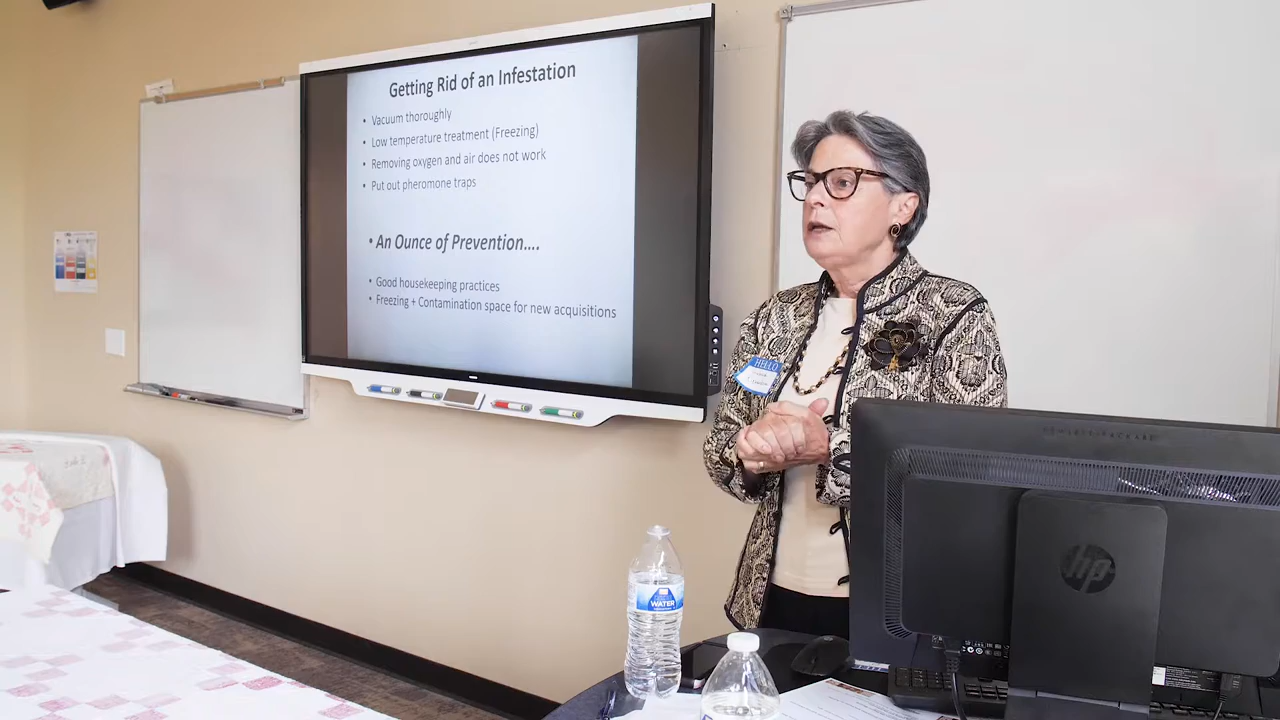 Getting Rid of an Infestation
• Vacuum thoroughly
• Low temperature treatment (Freezing)
• Removing oxygen and air does not work
• Put out pheromone traps
• An Ounce of Prevention....
• Good housekeeping practices
• Freezing + Contamination space for new acquisitions
HELLO
WATER
HEWLETT-PACKARD
hp